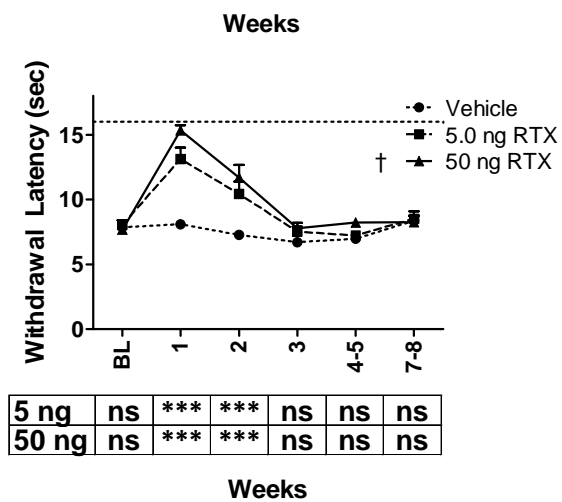 Weeks
Withdrawal Latency (sec)
15
10
5
0
Vehicle
5.0 ng RTX
† 50 ng RTX
BL 1 2 3 4-5 7-8
5 ng ns *** *** ns ns ns
50 ng ns *** *** ns ns ns
Weeks